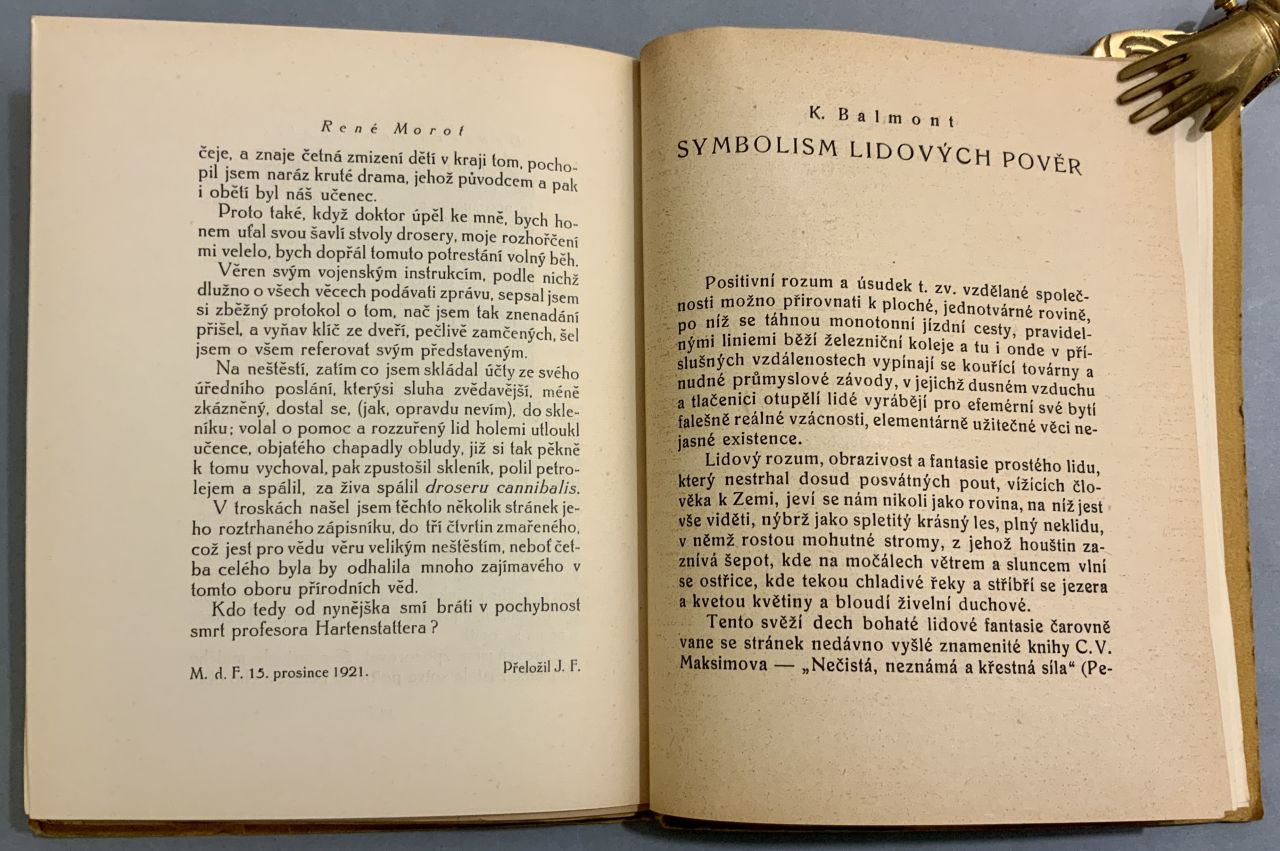 René Morot
čeje, a znaje četná zmizení dětí v kraji tom, pocho-
pil jsem naráz kruté drama, jehož původcem a pak
i obětí byl náš učenec.
Proto také, když doktor úpěl ke mně, bych ho-
nem uťal svou šavlí stvoly drosery, moje rozhořčení
mi velelo, bych dopřál tomuto potrestání volný běh.
Věren svým vojenským instrukcím, podle nichž
dlužno o všech věcech podávati zprávu, sepsal jsem
si zběžný protokol o tom, nač jsem tak znenadání
přišel, a vyňav klíč ze dveří, pečlivě zamčených, šel
jsem o všem referovat svým představeným.
Na neštěstí, zatím co jsem skládal účty ze svého
úředního poslání, kterýsi sluha zvědavější, méně
zkázněný, dostal se, (jak, opravdu nevím), do skle-
níku; volal o pomoc a rozzuřený lid holemi utloukl
učence, objatého chapadly obludy, již si tak pěkně
k tomu vychoval, pak zpustošil skleník, polil petro-
lejem a spálil, za živa spálil droseru cannibalis.
V troskách našel jsem těchto několik stránek je-
ho roztrhaného zápisníku, do tří čtvrtin zmařeného,
což jest pro vědu věru velikým neštěstím, neboť čet-
ba celého byla by odhalila mnoho zajímavého v
tomto oboru přírodních věd.
Kdo tedy od nynějška smí bráti v pochybnost
smrt profesora Hartenstattera?
M. d. F. 15. prosince 1921.
Přeložil J. F.
K. Balmont
SYMBOLISM LIDOVÝCH POVĚR
Positivní rozum a úsudek t. zv. vzdělané společ-
nosti možno přirovnati k ploché, jednotvárné rovině,
po níž se táhnou monotonní jízdní cesty, pravidel-
nými liniemi běží železniční koleje a tu i onde v pří-
slušných vzdálenostech vypínají se kouřící továrny a
nudné průmyslové závody, v jejichž dusném vzduchu
a tlačenici otupělí lidé vyrábějí pro efemérní své bytí
falešně reálné vzácnosti, elementárně užitečné věci ne-
jasné existence.
Lidový rozum, obrazivost a fantasie prostého lidu,
který nestrhal dosud posvátných pout, vížících člo-
věka k Zemi, jeví se nám nikoli jako rovina, na níž jest
vše viděti, nýbrž jako spletitý krásný les, plný neklidu,
v němž rostou mohutné stromy, z jehož houštin za-
znívá šepot, kde na močálech větrem a sluncem vlní
se ostřice, kde tekou chladivé řeky a stříbří se jezera
a kvetou květiny a bloudí živelní duchové.
Tento svěží dech bohaté lidové fantasie čarovně
vane se stránek nedávno vyšlé znamenité knihy C.V.
Maksimova — „Nečistá, neznámá a křestná síla“ (Pe-